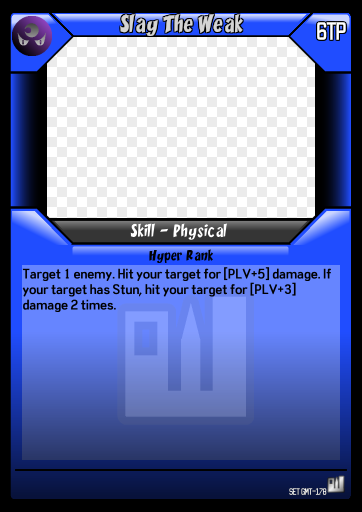 Slay The Weak
6TP
Skill - Physical
Hyper Rank
Target 1 enemy. Hit your target for [PLV+5] damage. If
your target has Stun, hit your target for [PLV+3]
damage 2 times.
SET GMT-178